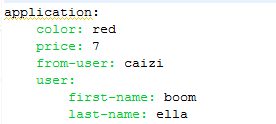 application:
    color: red
    price: 7
    from-user: caizi
    user:
        first-name: boom
        last-name: ella